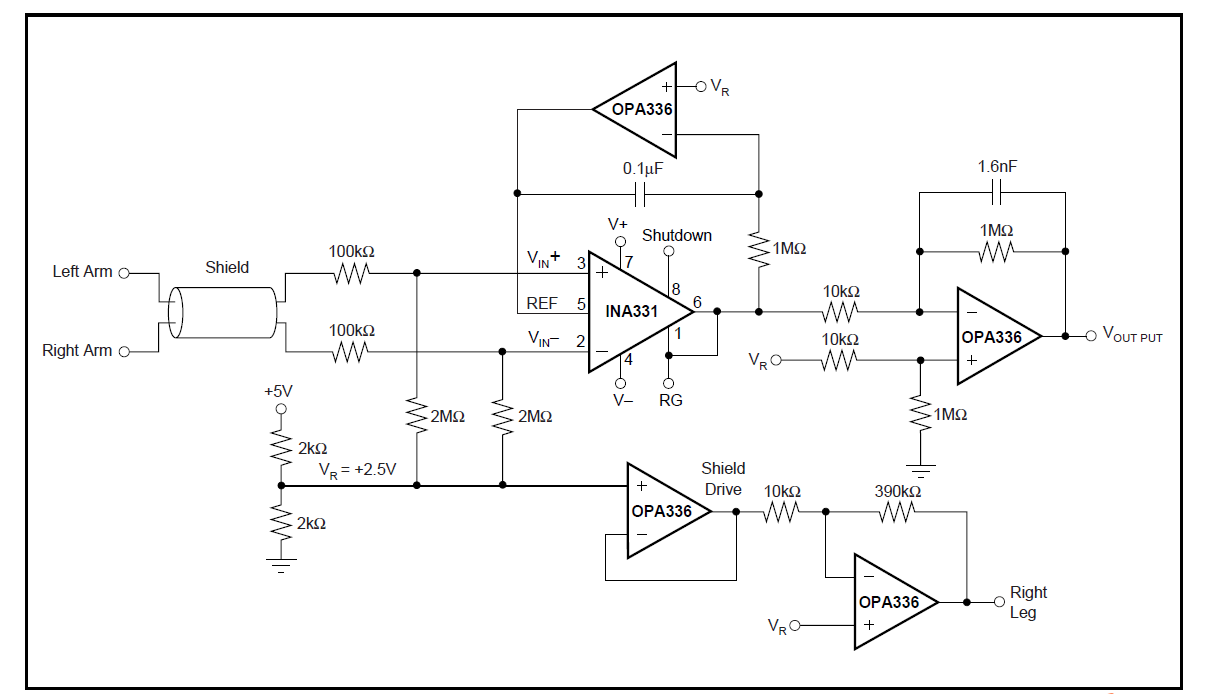 OPA336
+
–
V_R
0.1μF
1.6nF
1MΩ
1MΩ
Left Arm
Right Arm
Shield
100kΩ
100kΩ
V+
Shutdown
V_IN+
3
+
7
8
REF
5
INA331
6
V_IN–
2
–
4
1
V–
RG
10kΩ
10kΩ
V_R
–
OPA336
+
V_OUT PUT
1MΩ
+5V
2kΩ
V_R = +2.5V
2kΩ
2MΩ
2MΩ
+
OPA336
–
Shield
Drive
10kΩ
390kΩ
–
OPA336
+
V_R
Right
Leg